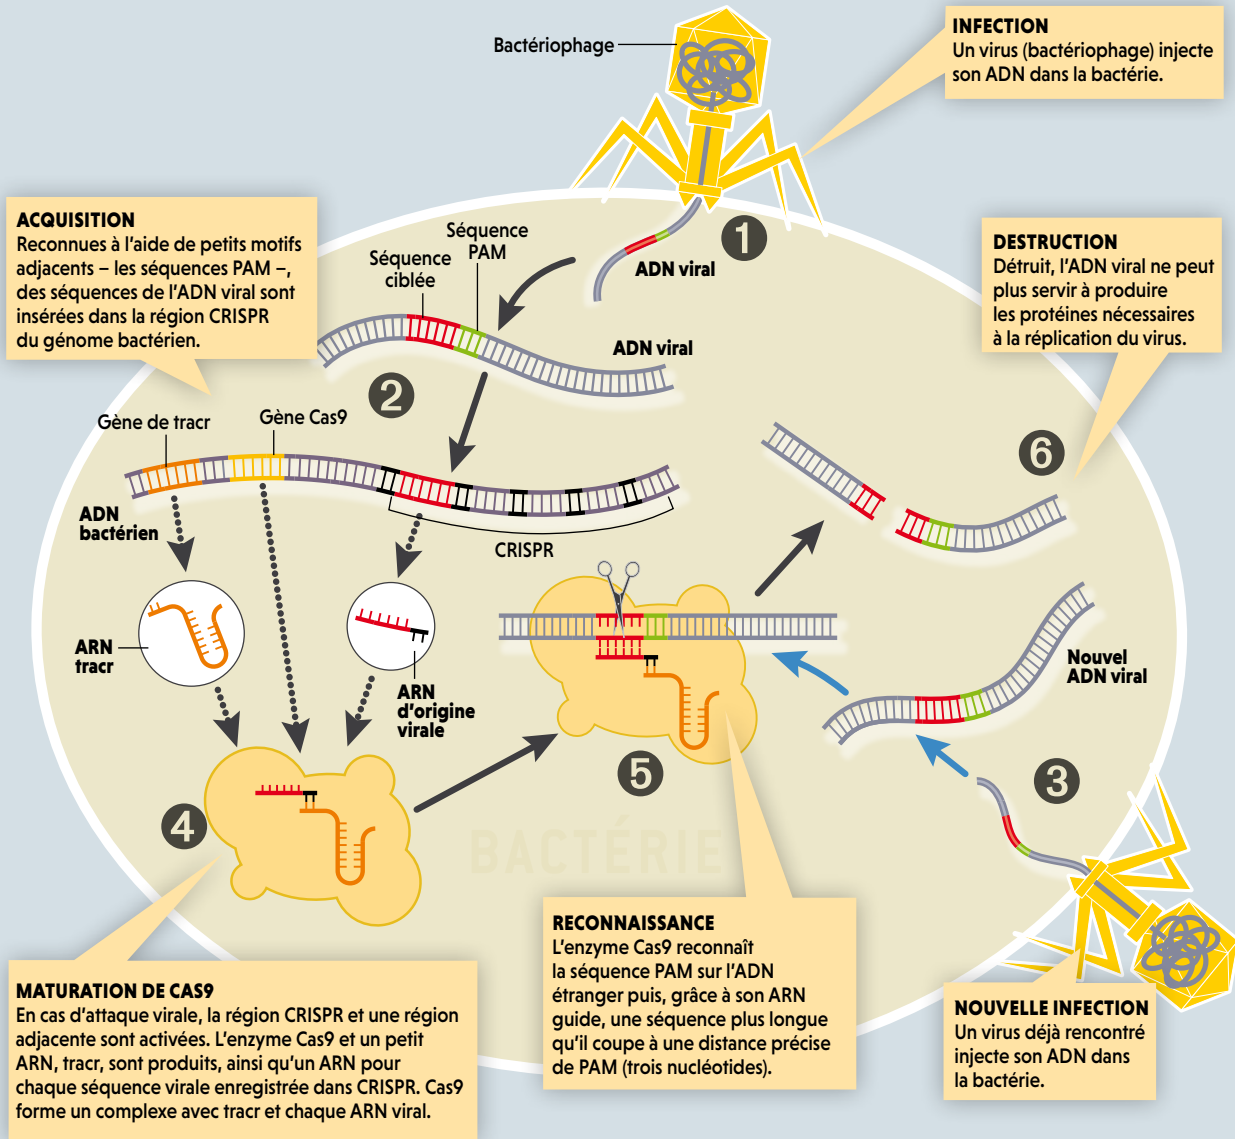 Bactériophage
INFECTION
Un virus (bactériophage) injecte
son ADN dans la bactérie.
1
ADN viral
ACQUISITION
Reconnues à l'aide de petits motifs
adjacents – les séquences PAM –,
des séquences de l'ADN viral sont
insérées dans la région CRISPR
du génome bactérien.
Séquence
ciblée
Séquence
PAM
ADN viral
2
DESTRUCTION
Détruit, l'ADN viral ne peut
plus servir à produire
les protéines nécessaires
à la réplication du virus.
6
Gène de tracr
Gène Cas9
ADN
bactérien
CRISPR
ARN
tracr
ARN
d'origine
virale
Nouvel
ADN viral
3
5
4
BACTÉRIE
MATURATION DE CAS9
En cas d'attaque virale, la région CRISPR et une région
adjacente sont activées. L'enzyme Cas9 et un petit
ARN, tracr, sont produits, ainsi qu'un ARN pour
chaque séquence virale enregistrée dans CRISPR. Cas9
forme un complexe avec tracr et chaque ARN viral.
RECONNAISSANCE
L'enzyme Cas9 reconnaît
la séquence PAM sur l'ADN
étranger puis, grâce à son ARN
guide, une séquence plus longue
qu'il coupe à une distance précise
de PAM (trois nucléotides).
NOUVELLE INFECTION
Un virus déjà rencontré
injecte son ADN dans
la bactérie.